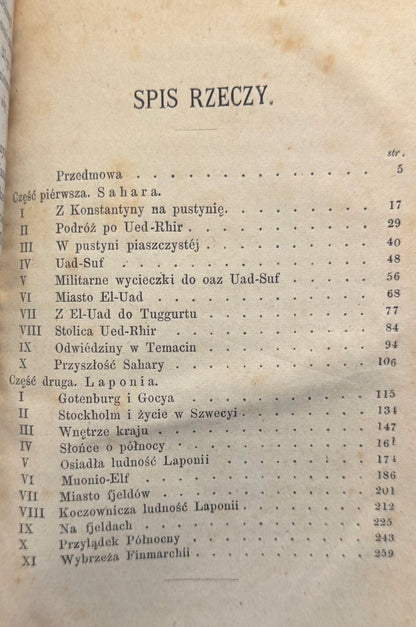 SPIS RZECZY.
str.
Przedmowa . . . . . . . . . . . 5
Część piérwsza. Sahara.
I Z Konstantyny na pustynię. . . . . . . . . 17
II Podróż po Ued-Rhir . . . . . . . . . . 29
III W pustyni piaszczystéj . . . . . . . . . 40
IV Uad-Suf . . . . . . . . . . . . 48
V Militarne wycieczki do oaz Uad-Suf . . . . . . 56
VI Miasto El-Uad . . . . . . . . . . . 68
VII Z El-Uad do Tuggurtu . . . . . . . . . 77
VIII Stolica Ued-Rhir . . . . . . . . . . 84
IX Odwiédziny w Temacin . . . . . . . . . 94
X Przyszłość Sahary . . . . . . . . . . 106
Część druga. Laponia.
I Gotenburg i Gocya . . . . . . . . . . 115
II Stockholm i życie w Szwecyi . . . . . . . . 134
III Wnętrze kraju . . . . . . . . . . . 147
IV Słońce o północy . . . . . . . . . . 161
V Osiadła ludność Laponii . . . . . . . . . 174
VI Muonio-Elf . . . . . . . . . . . 186
VII Miasto fjeldów . . . . . . . . . . . 201
VIII Koczownicza ludność Laponii . . . . . . . . 212
IX Na fjeldach . . . . . . . . . . . 225
X Przylądek Północny . . . . . . . . . . 243
XI Wybrzeża Finmarchii . . . . . . . . . . 259